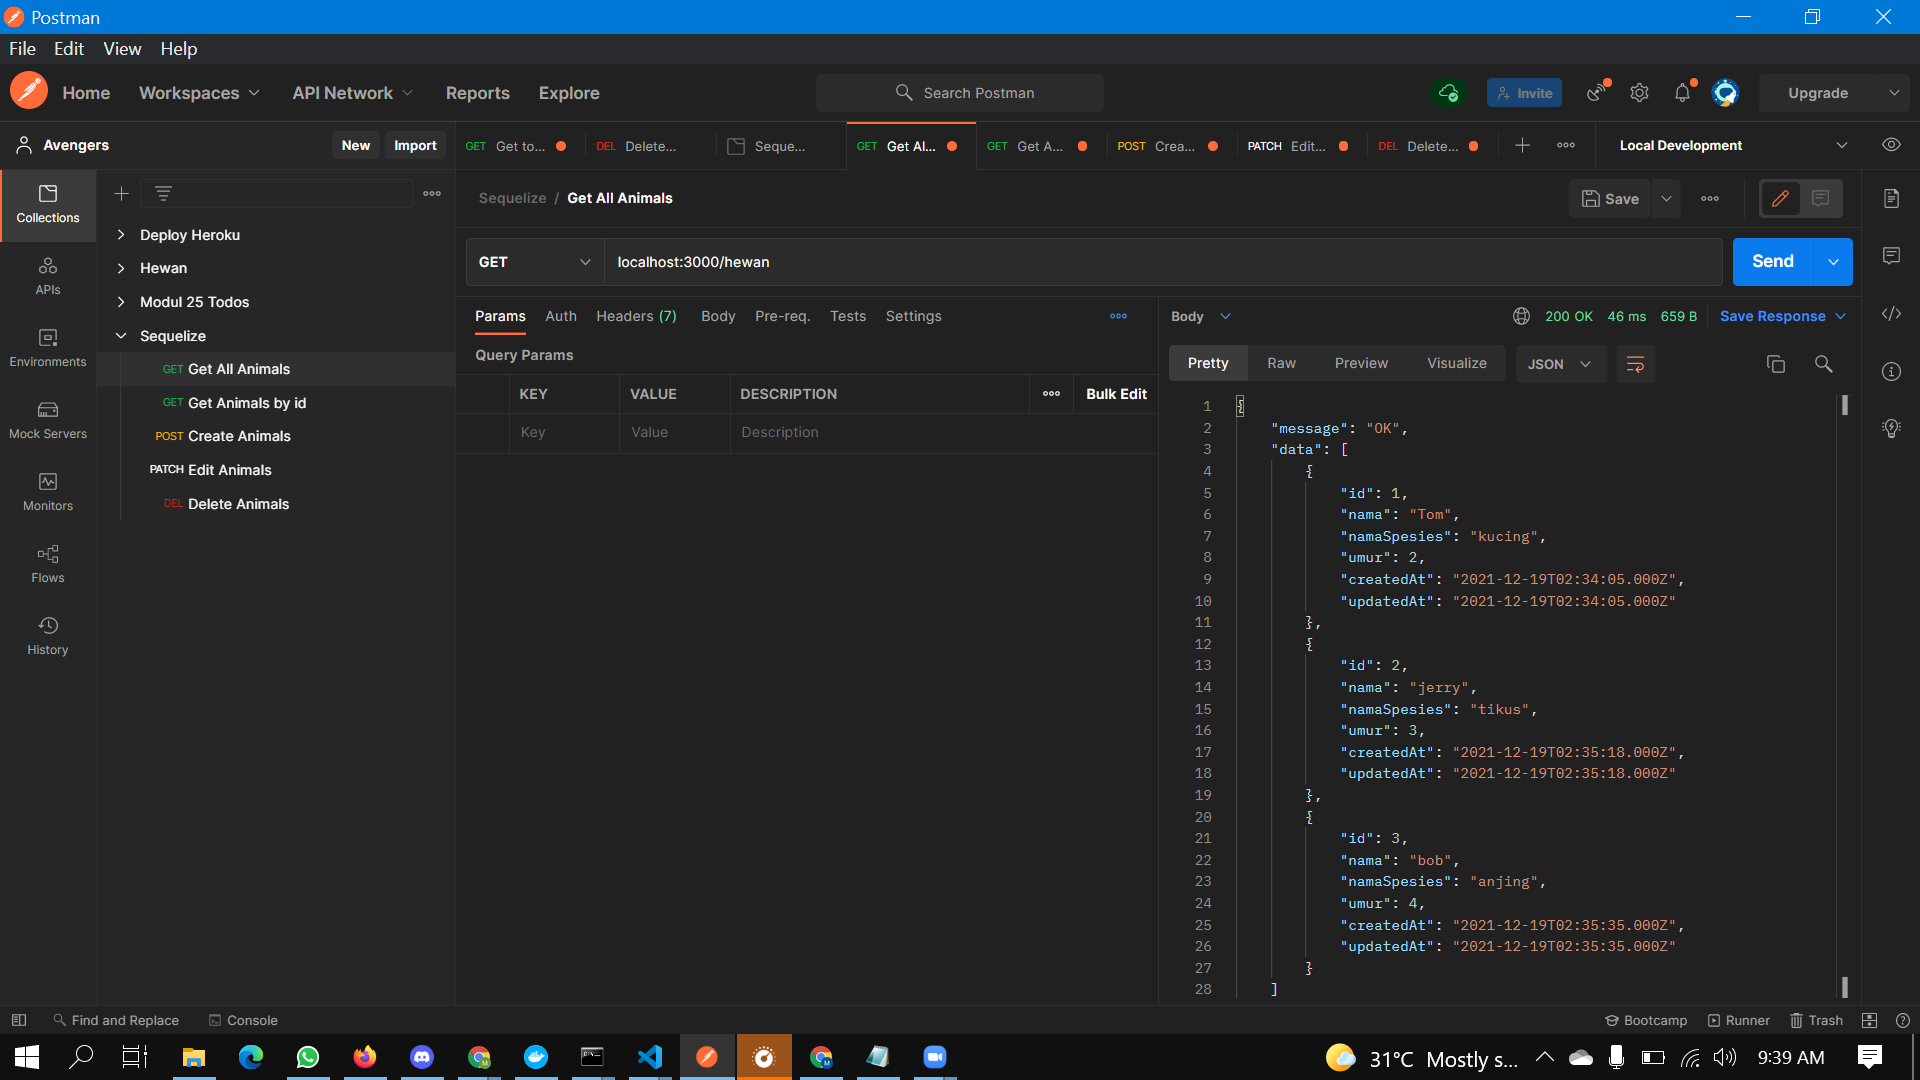 Postman
File Edit View Help
Home Workspaces API Network Reports Explore Search Postman Invite Upgrade
Avengers New Import
GET Get to... DEL Delete... Seque... GET Get Al... GET Get A... POST Crea... PATCH Edit... DEL Delete... Local Development
Collections
APIs
Environments
Mock Servers
Monitors
Flows
History
Deploy Heroku
Hewan
Modul 25 Todos
Sequelize
GET Get All Animals
GET Get Animals by id
POST Create Animals
PATCH Edit Animals
DEL Delete Animals
Sequelize / Get All Animals Save
GET localhost:3000/hewan Send
Params Auth Headers (7) Body Pre-req. Tests Settings
Query Params
KEY VALUE DESCRIPTION Bulk Edit
Key Value Description
Body 200 OK 46 ms 659 B Save Response
Pretty Raw Preview Visualize JSON
1 {
2 "message": "OK",
3 "data": [
4 {
5 "id": 1,
6 "nama": "Tom",
7 "namaSpesies": "kucing",
8 "umur": 2,
9 "createdAt": "2021-12-19T02:34:05.000Z",
10 "updatedAt": "2021-12-19T02:34:05.000Z"
11 },
12 {
13 "id": 2,
14 "nama": "jerry",
15 "namaSpesies": "tikus",
16 "umur": 3,
17 "createdAt": "2021-12-19T02:35:18.000Z",
18 "updatedAt": "2021-12-19T02:35:18.000Z"
19 },
20 {
21 "id": 3,
22 "nama": "bob",
23 "namaSpesies": "anjing",
24 "umur": 4,
25 "createdAt": "2021-12-19T02:35:35.000Z",
26 "updatedAt": "2021-12-19T02:35:35.000Z"
27 }
28 ]
Find and Replace Console Bootcamp Runner Trash
31°C Mostly s... 9:39 AM